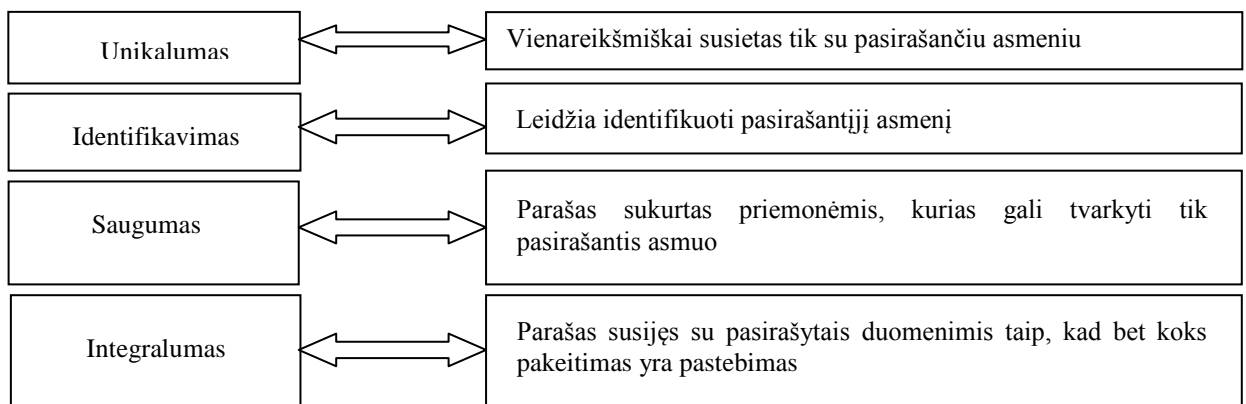 Unikalumas
Vienareikšmiškai susietas tik su pasirašančiu asmeniu
Identifikavimas
Leidžia identifikuoti pasirašantįjį asmenį
Saugumas
Parašas sukurtas priemonėmis, kurias gali tvarkyti tik
pasirašantis asmuo
Integralumas
Parašas susijęs su pasirašytais duomenimis taip, kad bet koks
pakeitimas yra pastebimas